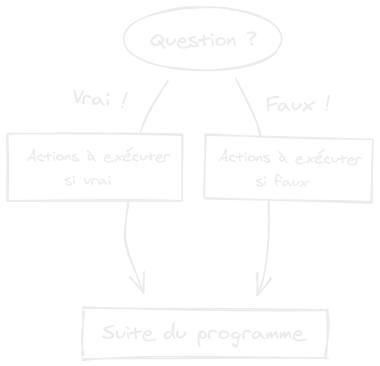 Question ?
Vrai !
Faux !
Actions à exécuter
si vrai
Actions à exécuter
si faux
Suite du programme